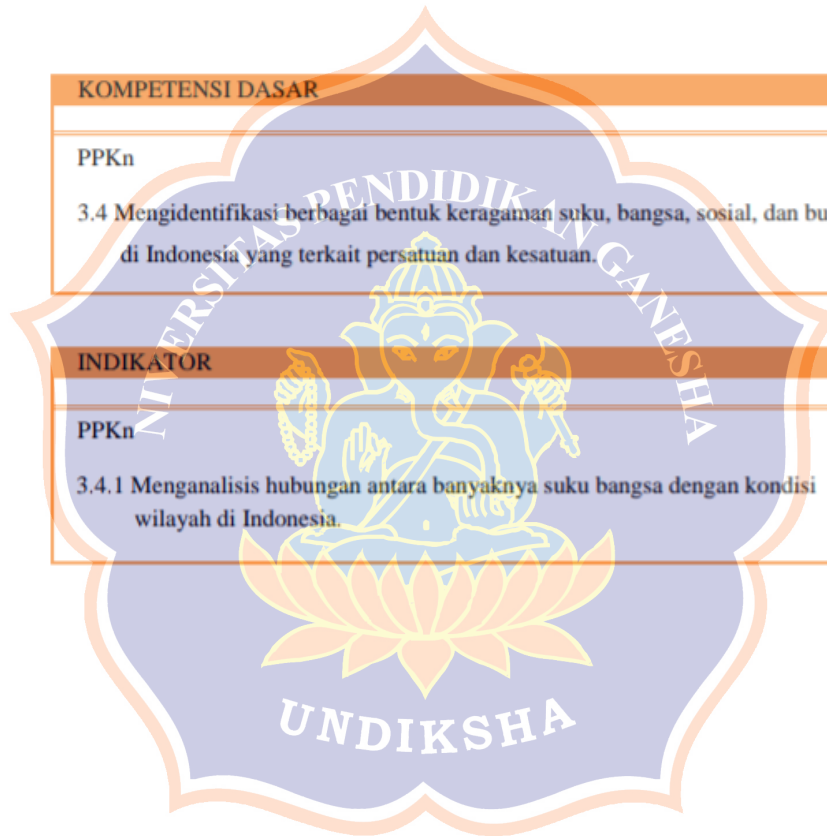 KOMPETENSI DASAR
PPKn
3.4 Mengidentifikasi berbagai bentuk keragaman suku, bangsa, sosial, dan bu
di Indonesia yang terkait persatuan dan kesatuan.
INDIKATOR
PPKn
3.4.1 Menganalisis hubungan antara banyaknya suku bangsa dengan kondisi
wilayah di Indonesia.
NIVERSITAS PENDIDIKAN GANESHA
UNDIKSHA